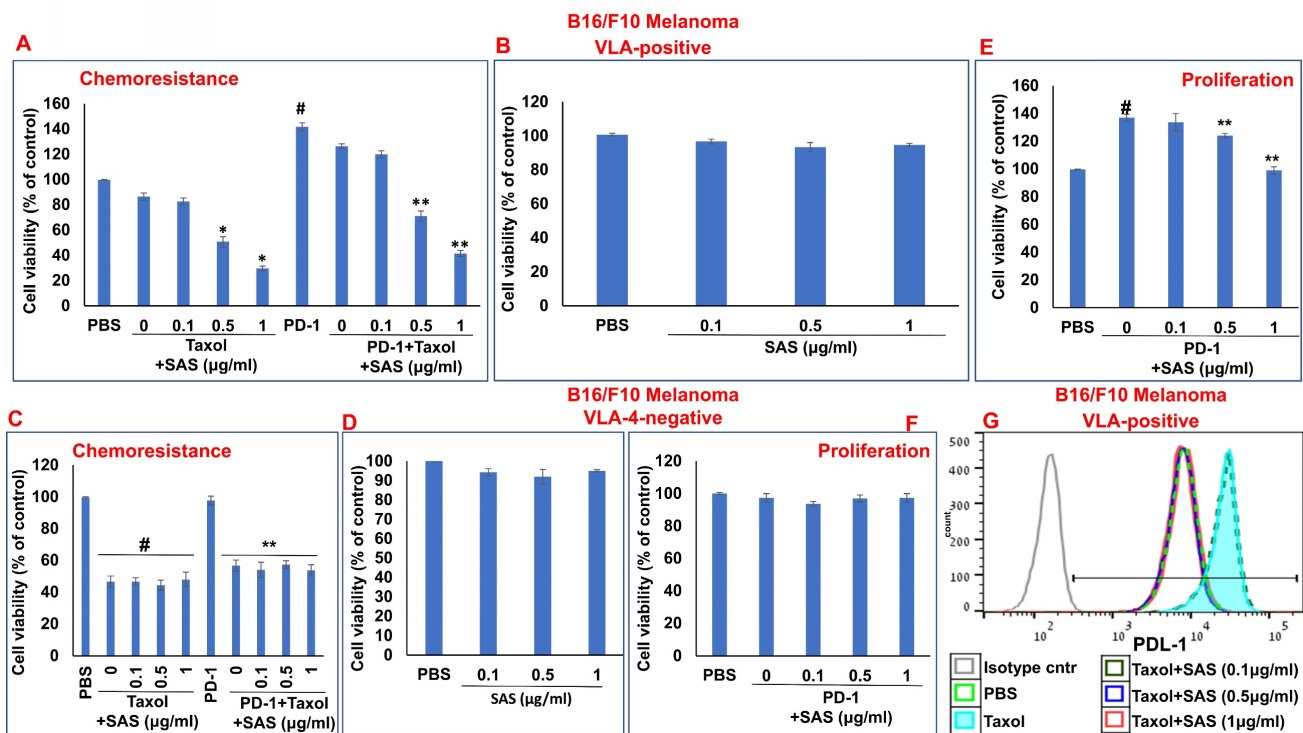 B16/F10 Melanoma
VLA-positive
A
Chemoresistance
Cell viability (% of control)
160
140
120
100
80
60
40
20
0
#
*
*
**
**
PBS
0 0.1 0.5 1
PD-1
0 0.1 0.5 1
Taxol
+SAS (µg/ml)
PD-1+Taxol
+SAS (µg/ml)
B
Cell viability (% of control)
120
100
80
60
40
20
0
PBS
0.1 0.5 1
SAS (µg/ml)
E
Proliferation
Cell viability (% of control)
160
140
120
100
80
60
40
20
0
#
**
**
PBS
0 0.1 0.5 1
PD-1
+SAS (µg/ml)
B16/F10 Melanoma
VLA-4-negative
C
Chemoresistance
Cell viability (% of control)
120
100
80
60
40
20
0
#
**
PBS
0 0.1 0.5 1
PD-1
0 0.1 0.5 1
Taxol
+SAS (µg/ml)
PD-1+Taxol
+SAS (µg/ml)
D
Cell viability (% of control)
100
90
80
70
60
50
40
30
20
10
0
PBS
0.1 0.5 1
SAS (µg/ml)
F
Proliferation
Cell viability (% of control)
120
100
80
60
40
20
0
PBS
0 0.1 0.5 1
PD-1
+SAS (µg/ml)
G
B16/F10 Melanoma
VLA-positive
count
500
400
300
200
100
0
10² 10³ 10⁴ 10⁵
PDL-1
Isotype cntr
PBS
Taxol
Taxol+SAS (0.1µg/ml)
Taxol+SAS (0.5µg/ml)
Taxol+SAS (1µg/ml)